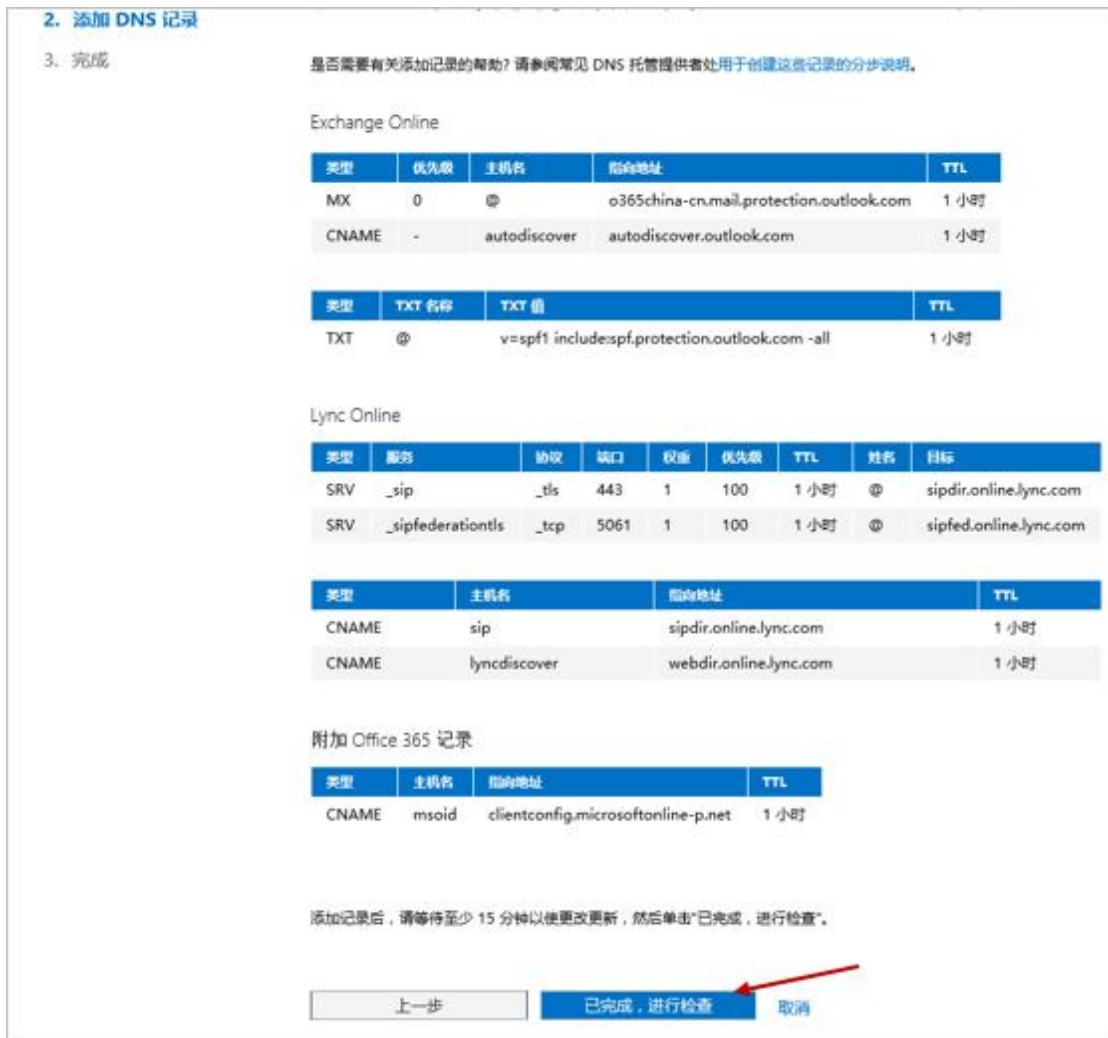 2. 添加 DNS 记录
3. 完成
是否需要有关添加记录的帮助? 请参阅常见 DNS 托管提供者处用于创建这些记录的分步说明。
Exchange Online
类型 优先级 主机名 指向地址 TTL
MX 0 @ o365china-cn.mail.protection.outlook.com 1 小时
CNAME - autodiscover autodiscover.outlook.com 1 小时
类型 TXT 名称 TXT 值 TTL
TXT @ v=spf1 include:spf.protection.outlook.com -all 1 小时
Lync Online
类型 服务 协议 端口 权重 优先级 TTL 姓名 目标
SRV _sip _tls 443 1 100 1 小时 @ sipdir.online.lync.com
SRV _sipfederationtls _tcp 5061 1 100 1 小时 @ sipfed.online.lync.com
类型 主机名 指向地址 TTL
CNAME sip sipdir.online.lync.com 1 小时
CNAME lyncdiscover webdir.online.lync.com 1 小时
附加 Office 365 记录
类型 主机名 指向地址 TTL
CNAME msoid clientconfig.microsoftonline-p.net 1 小时
添加记录后，请等待至少 15 分钟以使更改更新，然后单击“已完成，进行检查”。
上一步 已完成，进行检查 取消